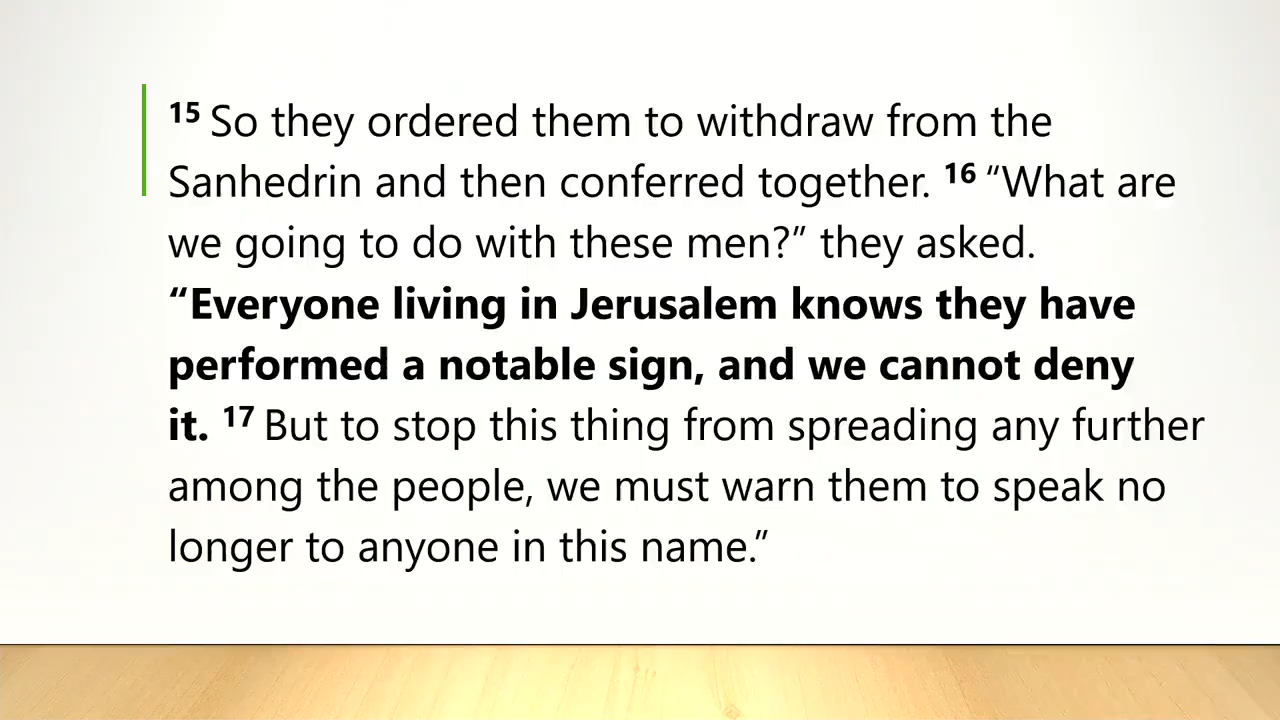 15 So they ordered them to withdraw from the
Sanhedrin and then conferred together. 16 “What are
we going to do with these men?” they asked.
“Everyone living in Jerusalem knows they have
performed a notable sign, and we cannot deny
it. 17 But to stop this thing from spreading any further
among the people, we must warn them to speak no
longer to anyone in this name.”